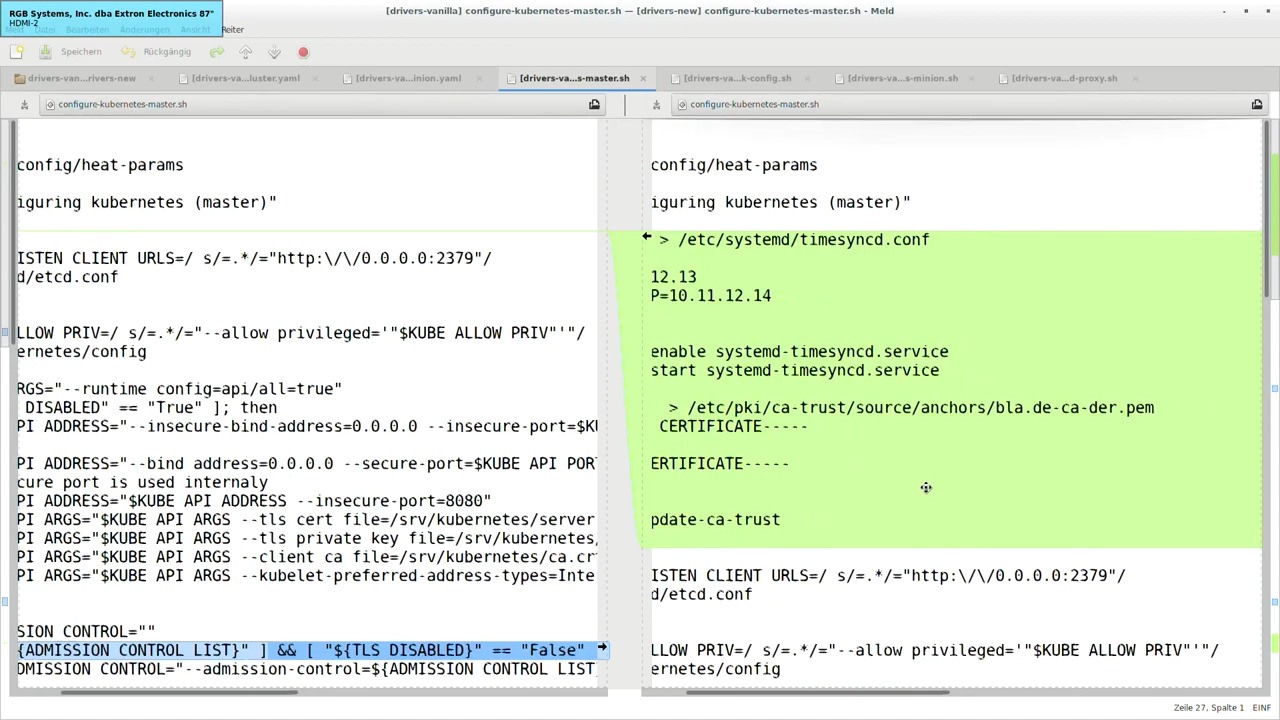 RGB Systems, Inc. dba Extron Electronics 87"
HDMI-2
[drivers-vanilla] configure-kubernetes-master.sh — [drivers-new] configure-kubernetes-master.sh - Meld
Meld Datei Bearbeiten Änderungen Ansicht Reiter
Speichern Rückgängig
drivers-van...rivers-new
[drivers-va...luster.yaml
[drivers-va...inion.yaml
[drivers-va...s-master.sh
[drivers-va...k-config.sh
[drivers-va...s-minion.sh
[drivers-va...d-proxy.sh
configure-kubernetes-master.sh
config/heat-params
iguring kubernetes (master)"
ISTEN CLIENT URLS=/ s/=.*/="http:\/\/0.0.0.0:2379"/
d/etcd.conf
LLOW PRIV=/ s/=.*/="--allow privileged='"$KUBE ALLOW PRIV"'"/
ernetes/config
RGS="--runtime config=api/all=true"
DISABLED" == "True" ]; then
PI ADDRESS="--insecure-bind-address=0.0.0.0 --insecure-port=$KU
PI ADDRESS="--bind address=0.0.0.0 --secure-port=$KUBE API PORT
cure port is used internaly
PI ADDRESS="$KUBE API ADDRESS --insecure-port=8080"
PI ARGS="$KUBE API ARGS --tls cert file=/srv/kubernetes/server
PI ARGS="$KUBE API ARGS --tls private key file=/srv/kubernetes/
PI ARGS="$KUBE API ARGS --client ca file=/srv/kubernetes/ca.crt
PI ARGS="$KUBE API ARGS --kubelet-preferred-address-types=Inte
SION CONTROL=""
{ADMISSION CONTROL LIST}" ] && [ "${TLS DISABLED}" == "False"
DMISSION CONTROL="--admission-control=${ADMISSION CONTROL LIST}
configure-kubernetes-master.sh
config/heat-params
iguring kubernetes (master)"
> /etc/systemd/timesyncd.conf
12.13
P=10.11.12.14
enable systemd-timesyncd.service
start systemd-timesyncd.service
> /etc/pki/ca-trust/source/anchors/bla.de-ca-der.pem
CERTIFICATE-----
ERTIFICATE-----
pdate-ca-trust
ISTEN CLIENT URLS=/ s/=.*/="http:\/\/0.0.0.0:2379"/
d/etcd.conf
LLOW PRIV=/ s/=.*/="--allow privileged='"$KUBE ALLOW PRIV"'"/
ernetes/config
Zeile 27, Spalte 1 EINF